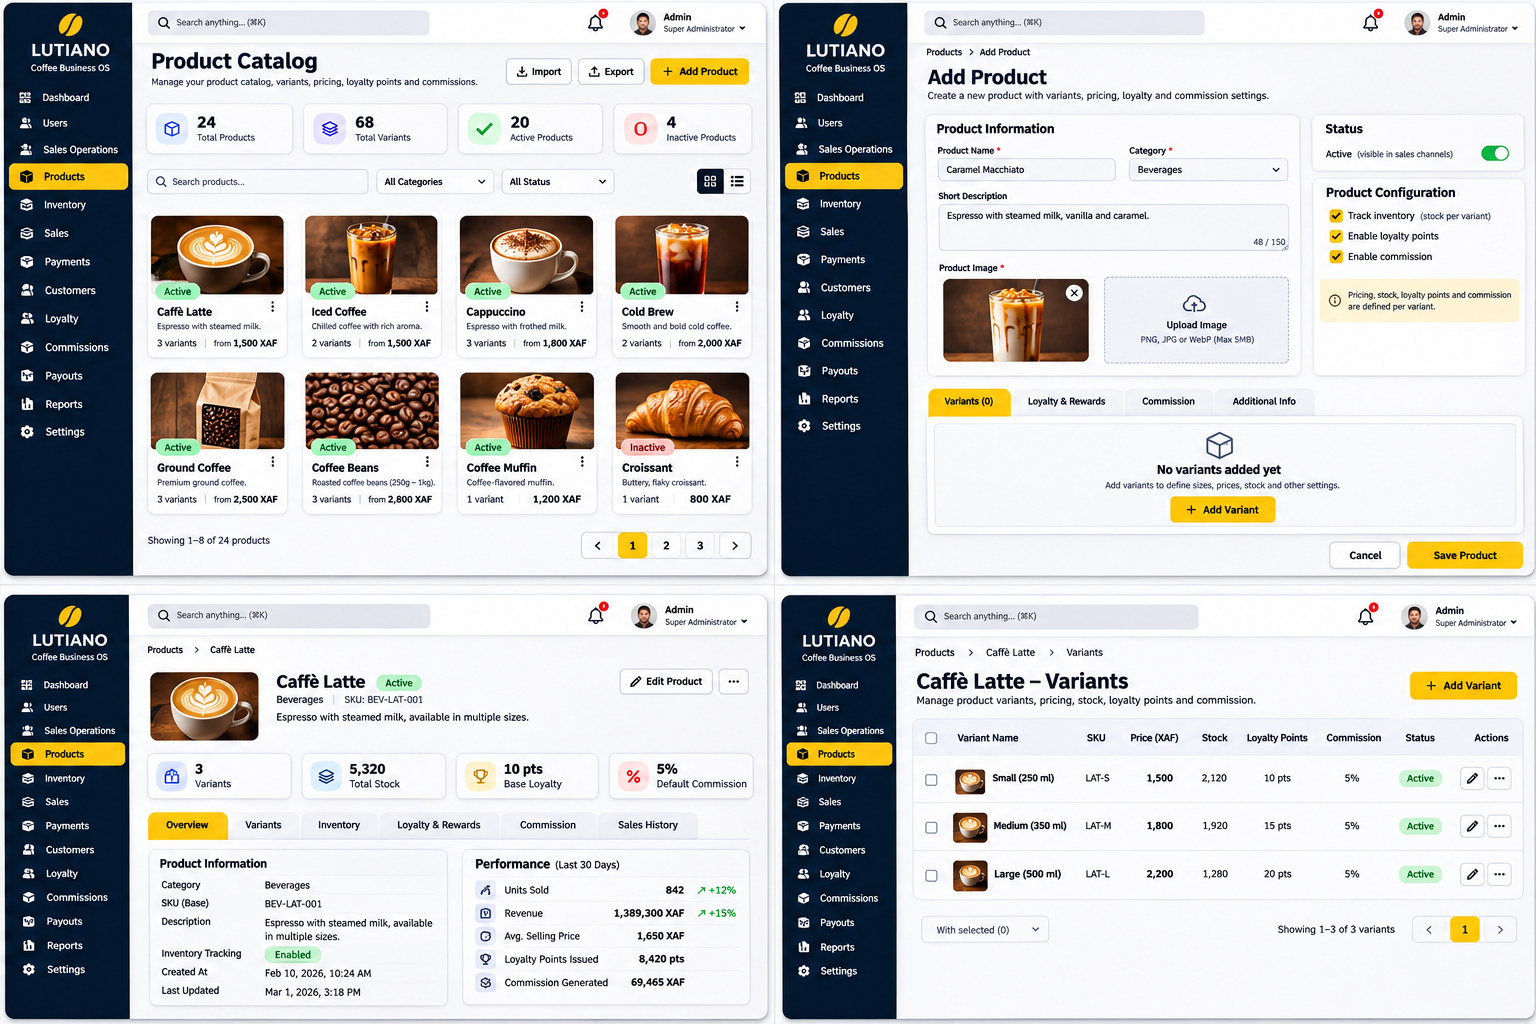 LUTIANO
Coffee Business OS
Dashboard
Users
Sales Operations
Products
Inventory
Sales
Payments
Customers
Loyalty
Commissions
Payouts
Reports
Settings
Search anything... (⌘K)
Admin
Super Administrator
Product Catalog
Manage your product catalog, variants, pricing, loyalty points and commissions.
Import
Export
+ Add Product
24
Total Products
68
Total Variants
20
Active Products
4
Inactive Products
Search products...
All Categories
All Status
Active
Caffè Latte
Espresso with steamed milk.
3 variants | from 1,500 XAF
Active
Iced Coffee
Chilled coffee with rich aroma.
2 variants | from 1,500 XAF
Active
Cappuccino
Espresso with frothed milk.
3 variants | from 1,800 XAF
Active
Cold Brew
Smooth and bold cold coffee.
2 variants | from 2,000 XAF
Active
Ground Coffee
Premium ground coffee.
3 variants | from 2,500 XAF
Active
Coffee Beans
Roasted coffee beans (250g – 1kg).
3 variants | from 2,800 XAF
Active
Coffee Muffin
Coffee-flavored muffin.
1 variant 1,200 XAF
Inactive
Croissant
Buttery, flaky croissant.
1 variant 800 XAF
Showing 1–8 of 24 products
< 1 2 3 >
LUTIANO
Coffee Business OS
Dashboard
Users
Sales Operations
Products
Inventory
Sales
Payments
Customers
Loyalty
Commissions
Payouts
Reports
Settings
Search anything... (⌘K)
Admin
Super Administrator
Products > Add Product
Add Product
Create a new product with variants, pricing, loyalty and commission settings.
Product Information
Product Name *
Caramel Macchiato
Category *
Beverages
Short Description
Espresso with steamed milk, vanilla and caramel.
48 / 150
Product Image *
Upload Image
PNG, JPG or WebP (Max 5MB)
Status
Active (visible in sales channels)
Product Configuration
Track inventory (stock per variant)
Enable loyalty points
Enable commission
Pricing, stock, loyalty points and commission
are defined per variant.
Variants (0)
Loyalty & Rewards
Commission
Additional Info
No variants added yet
Add variants to define sizes, prices, stock and other settings.
+ Add Variant
Cancel
Save Product
LUTIANO
Coffee Business OS
Dashboard
Users
Sales Operations
Products
Inventory
Sales
Payments
Customers
Loyalty
Commissions
Payouts
Reports
Settings
Search anything... (⌘K)
Admin
Super Administrator
Products > Caffè Latte
Caffè Latte Active
Beverages | SKU: BEV-LAT-001
Espresso with steamed milk, available in multiple sizes.
Edit Product
3
Variants
5,320
Total Stock
10 pts
Base Loyalty
5%
Default Commission
Overview
Variants
Inventory
Loyalty & Rewards
Commission
Sales History
Product Information
Category Beverages
SKU (Base) BEV-LAT-001
Description Espresso with steamed milk, available
in multiple sizes.
Inventory Tracking Enabled
Created At Feb 10, 2026, 10:24 AM
Last Updated Mar 1, 2026, 3:18 PM
Performance (Last 30 Days)
Units Sold 842 ↗ +12%
Revenue 1,389,300 XAF ↗ +15%
Avg. Selling Price 1,650 XAF
Loyalty Points Issued 8,420 pts
Commission Generated 69,465 XAF
LUTIANO
Coffee Business OS
Dashboard
Users
Sales Operations
Products
Inventory
Sales
Payments
Customers
Loyalty
Commissions
Payouts
Reports
Settings
Search anything... (⌘K)
Admin
Super Administrator
Products > Caffè Latte > Variants
Caffè Latte – Variants
Manage product variants, pricing, stock, loyalty points and commission.
+ Add Variant
Variant Name SKU Price (XAF) Stock Loyalty Points Commission Status Actions
Small (250 ml) LAT-S 1,500 2,120 10 pts 5% Active
Medium (350 ml) LAT-M 1,800 1,920 15 pts 5% Active
Large (500 ml) LAT-L 2,200 1,280 20 pts 5% Active
With selected (0)
Showing 1–3 of 3 variants
< 1 >